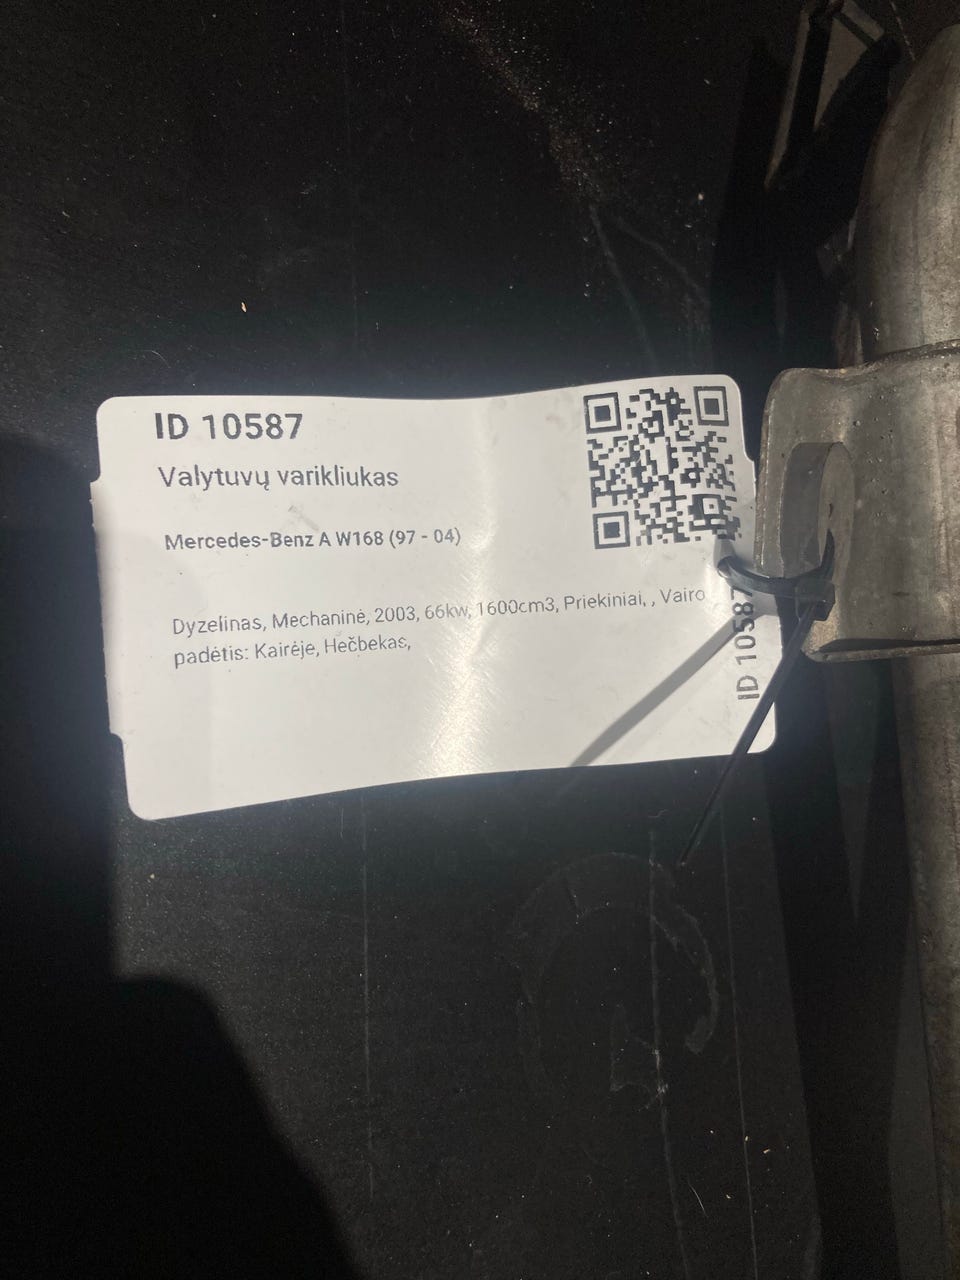 ID 10587
Valytuvų varikliukas
Mercedes-Benz A W168 (97 - 04)
Dyzelinas, Mechaninė, 2003, 66kw, 1600cm3, Priekiniai, , Vairo
padėtis: Kairėje, Hečbekas,
ID 10587